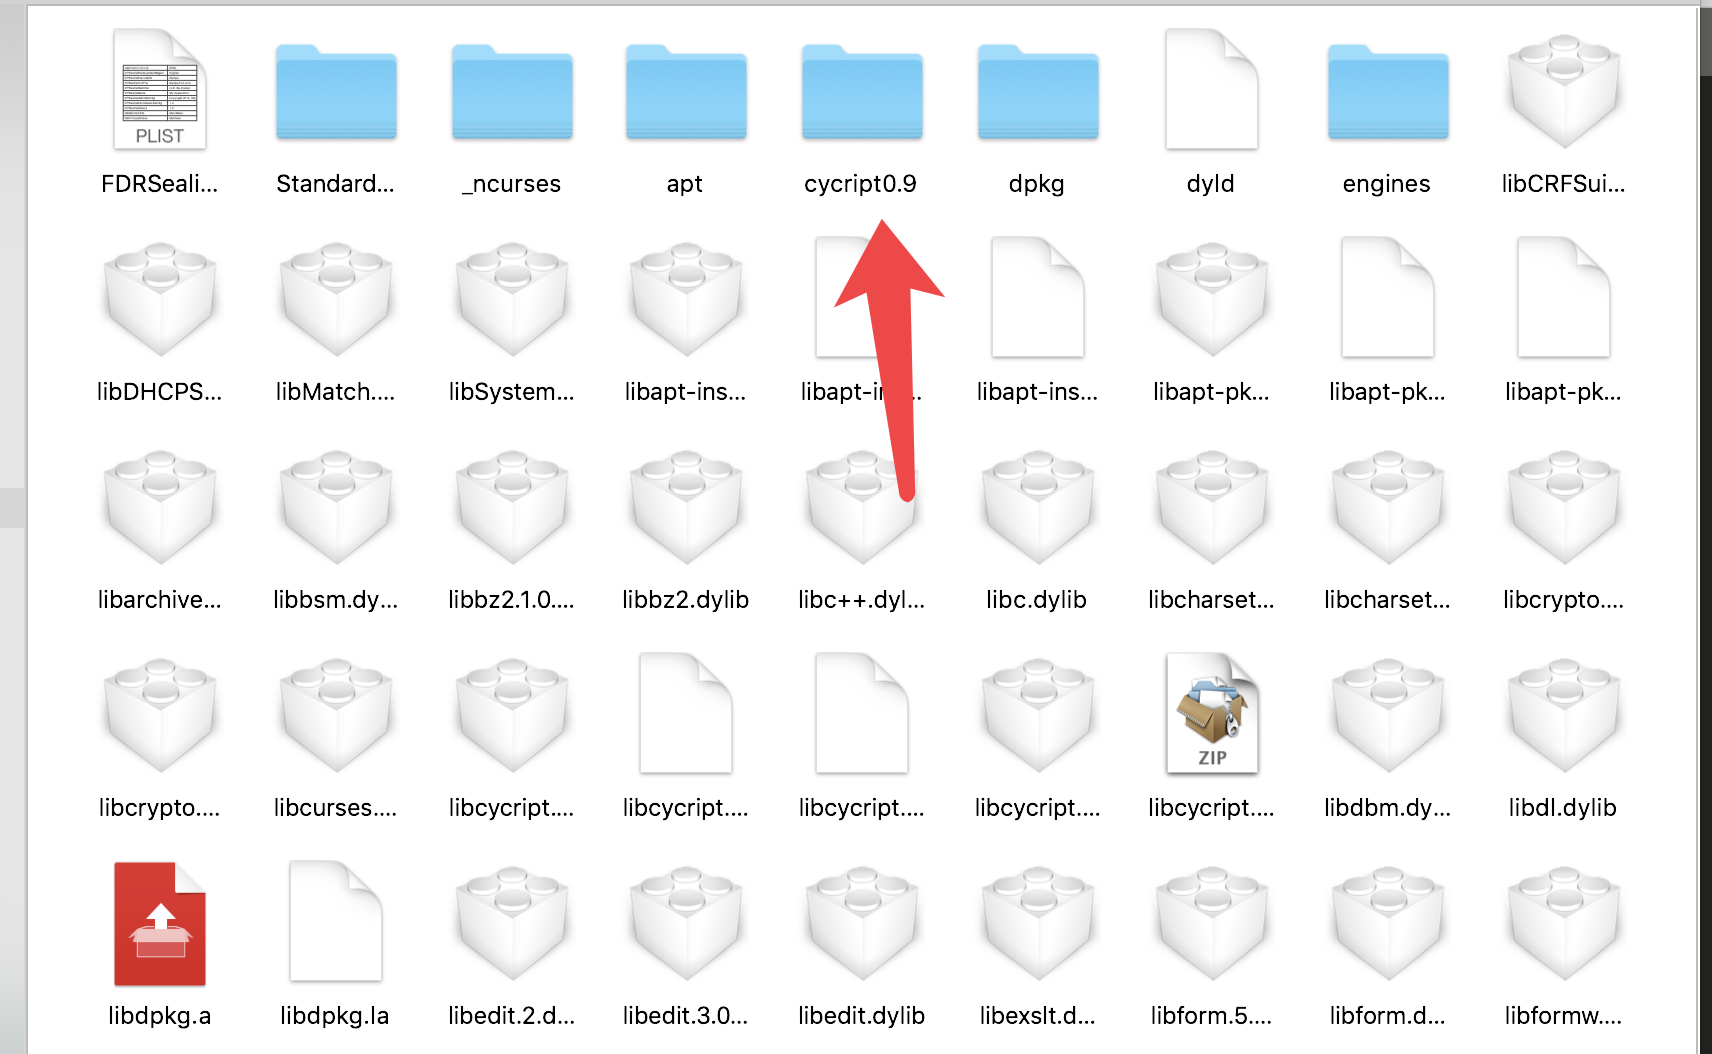 PLIST
FDRSeali... Standard... _ncurses apt cycript0.9 dpkg dyld engines libCRFSui...
libDHCPS... libMatch.... libSystem... libapt-ins... libapt-in... libapt-ins... libapt-pk... libapt-pk... libapt-pk...
libarchive... libbsm.dy... libbz2.1.0.... libbz2.dylib libc++.dyl... libc.dylib libcharset... libcharset... libcrypto....
ZIP
libcrypto.... libcurses.... libcycript.... libcycript.... libcycript.... libcycript.... libcycript.... libdbm.dy... libdl.dylib
libdpkg.a libdpkg.la libedit.2.d... libedit.3.0... libedit.dylib libexslt.d... libform.5.... libform.d... libformw....